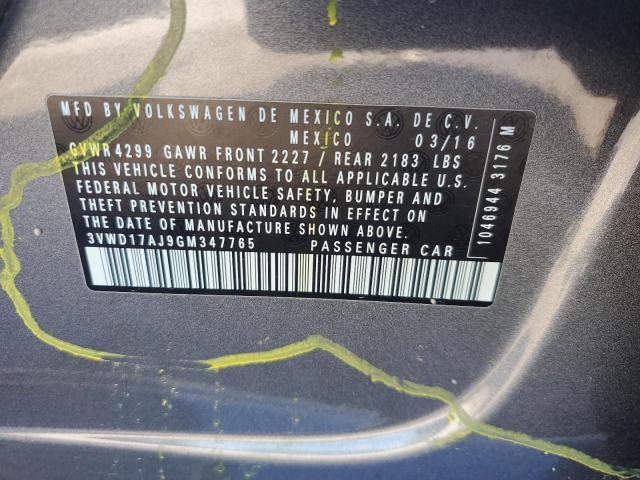 MFD BY VOLKSWAGEN DE MEXICO S.A. DE C.V.
MEXICO 03/16
GVWR 4299 GAWR FRONT 2227 / REAR 2183 LBS
THIS VEHICLE CONFORMS TO ALL APPLICABLE U.S.
FEDERAL MOTOR VEHICLE SAFETY, BUMPER AND
THEFT PREVENTION STANDARDS IN EFFECT ON
THE DATE OF MANUFACTURE SHOWN ABOVE.
3VWD17AJ9GM347765 PASSENGER CAR
1046944 3176 M